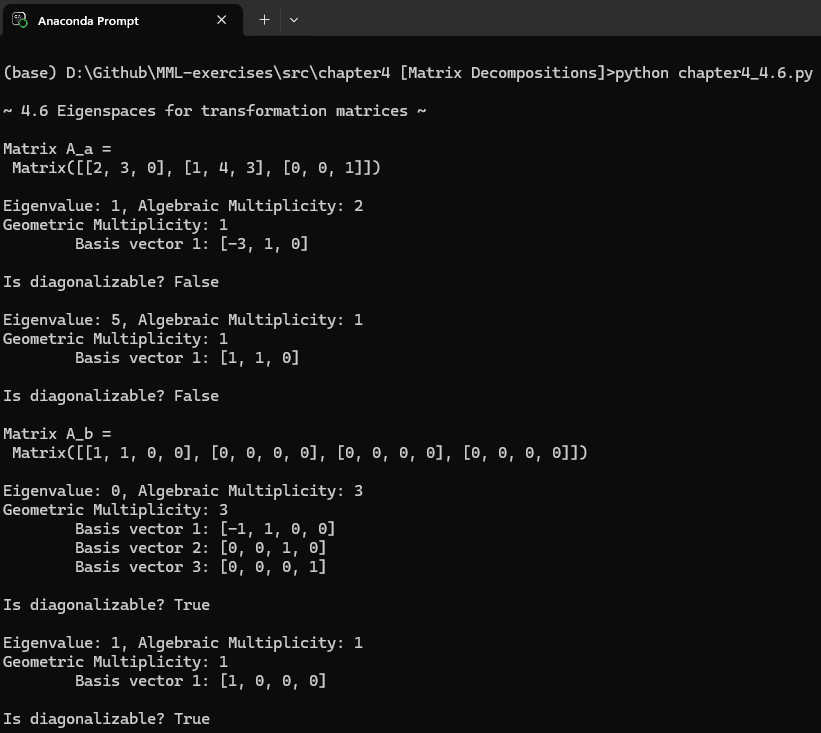 Anaconda Prompt
(base) D:\Github\MML-exercises\src\chapter4 [Matrix Decompositions]>python chapter4_4.6.py
~ 4.6 Eigenspaces for transformation matrices ~
Matrix A_a =
Matrix([[2, 3, 0], [1, 4, 3], [0, 0, 1]])
Eigenvalue: 1, Algebraic Multiplicity: 2
Geometric Multiplicity: 1
Basis vector 1: [-3, 1, 0]
Is diagonalizable? False
Eigenvalue: 5, Algebraic Multiplicity: 1
Geometric Multiplicity: 1
Basis vector 1: [1, 1, 0]
Is diagonalizable? False
Matrix A_b =
Matrix([[1, 1, 0, 0], [0, 0, 0, 0], [0, 0, 0, 0], [0, 0, 0, 0]])
Eigenvalue: 0, Algebraic Multiplicity: 3
Geometric Multiplicity: 3
Basis vector 1: [-1, 1, 0, 0]
Basis vector 2: [0, 0, 1, 0]
Basis vector 3: [0, 0, 0, 1]
Is diagonalizable? True
Eigenvalue: 1, Algebraic Multiplicity: 1
Geometric Multiplicity: 1
Basis vector 1: [1, 0, 0, 0]
Is diagonalizable? True